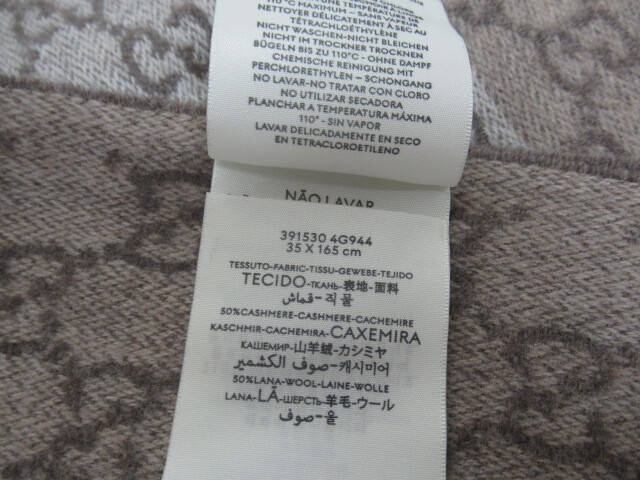 UNE TEMPÉRATURE DE
110°C MAXIMUM – SANS VAPEUR
NETTOYER DÉLICATEMENT À SEC AU
TÉTRACHLOROÉTHYLÈNE
NICHT WASCHEN-NICHT BLEICHEN
NICHT IM TROCKNER TROCKNEN
BÜGELN BIS ZU 110°C - OHNE DAMPF
CHEMISCHE REINIGUNG MIT
PERCHLORETHYLEN – SCHONGANG
NO LAVAR-NO TRATAR CON CLORO
NO UTILIZAR SECADORA
PLANCHAR A TEMPERATURA MÁXIMA
110° - SIN VAPOR
LAVAR DELICADAMENTE EN SECO
EN TETRACLOROETILENO
NÃO LAVAR
391530 4G944
35 X 165 cm
TESSUTO-FABRIC-TISSU-GEWEBE-TEJIDO
TECIDO-ТКАНЬ-表地-面料
직물-قماش
50%CASHMERE-CASHMERE-CACHEMIRE
KASCHMIR-CACHEMIRA-CAXEMIRA
КАШЕМИР-山羊绒-カシミヤ
캐시미어-صوف الكشمير
50%LANA-WOOL-LAINE-WOLLE
LANA-LÃ-ШЕРСТЬ-羊毛-ウール
울-صوف